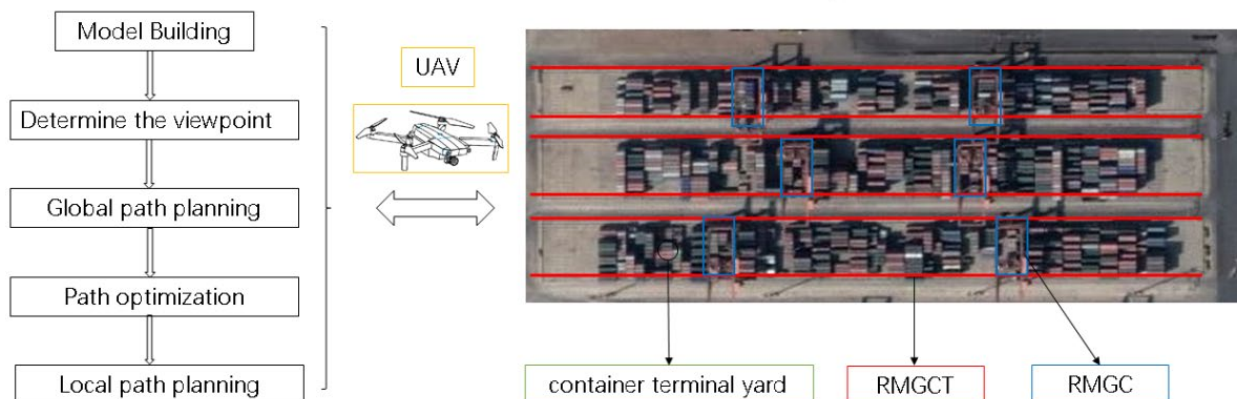 Model Building
Determine the viewpoint
Global path planning
Path optimization
Local path planning
UAV
container terminal yard
RMGCT
RMGC